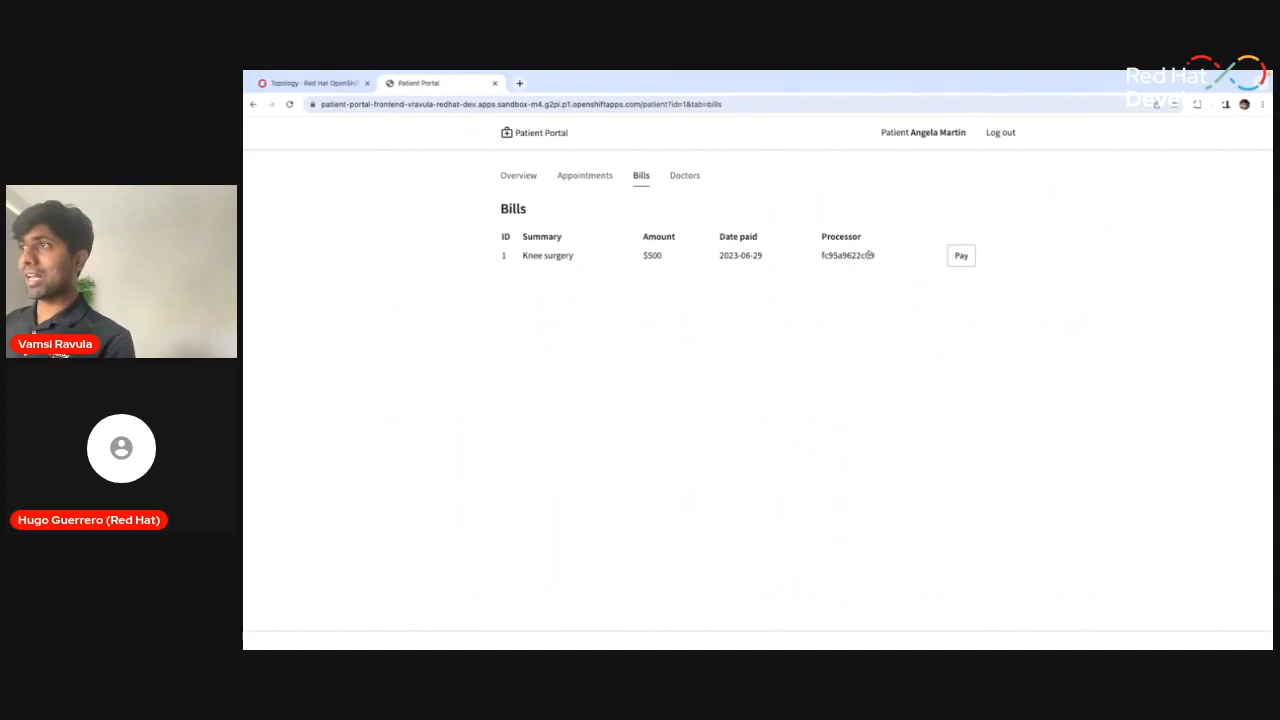 Topology · Red Hat OpenShif
Patient Portal
Red Hat
patient-portal-frontend-vravula-redhat-dev.apps.sandbox-m4.g2pi.p1.openshiftapps.com/patient?id=1&tab=bills
Patient Portal
Patient Angela Martin
Log out
Overview
Appointments
Bills
Doctors
Bills
ID Summary Amount Date paid Processor
1 Knee surgery $500 2023-06-29 Pay
Vamsi Ravula
Hugo Guerrero (Red Hat)